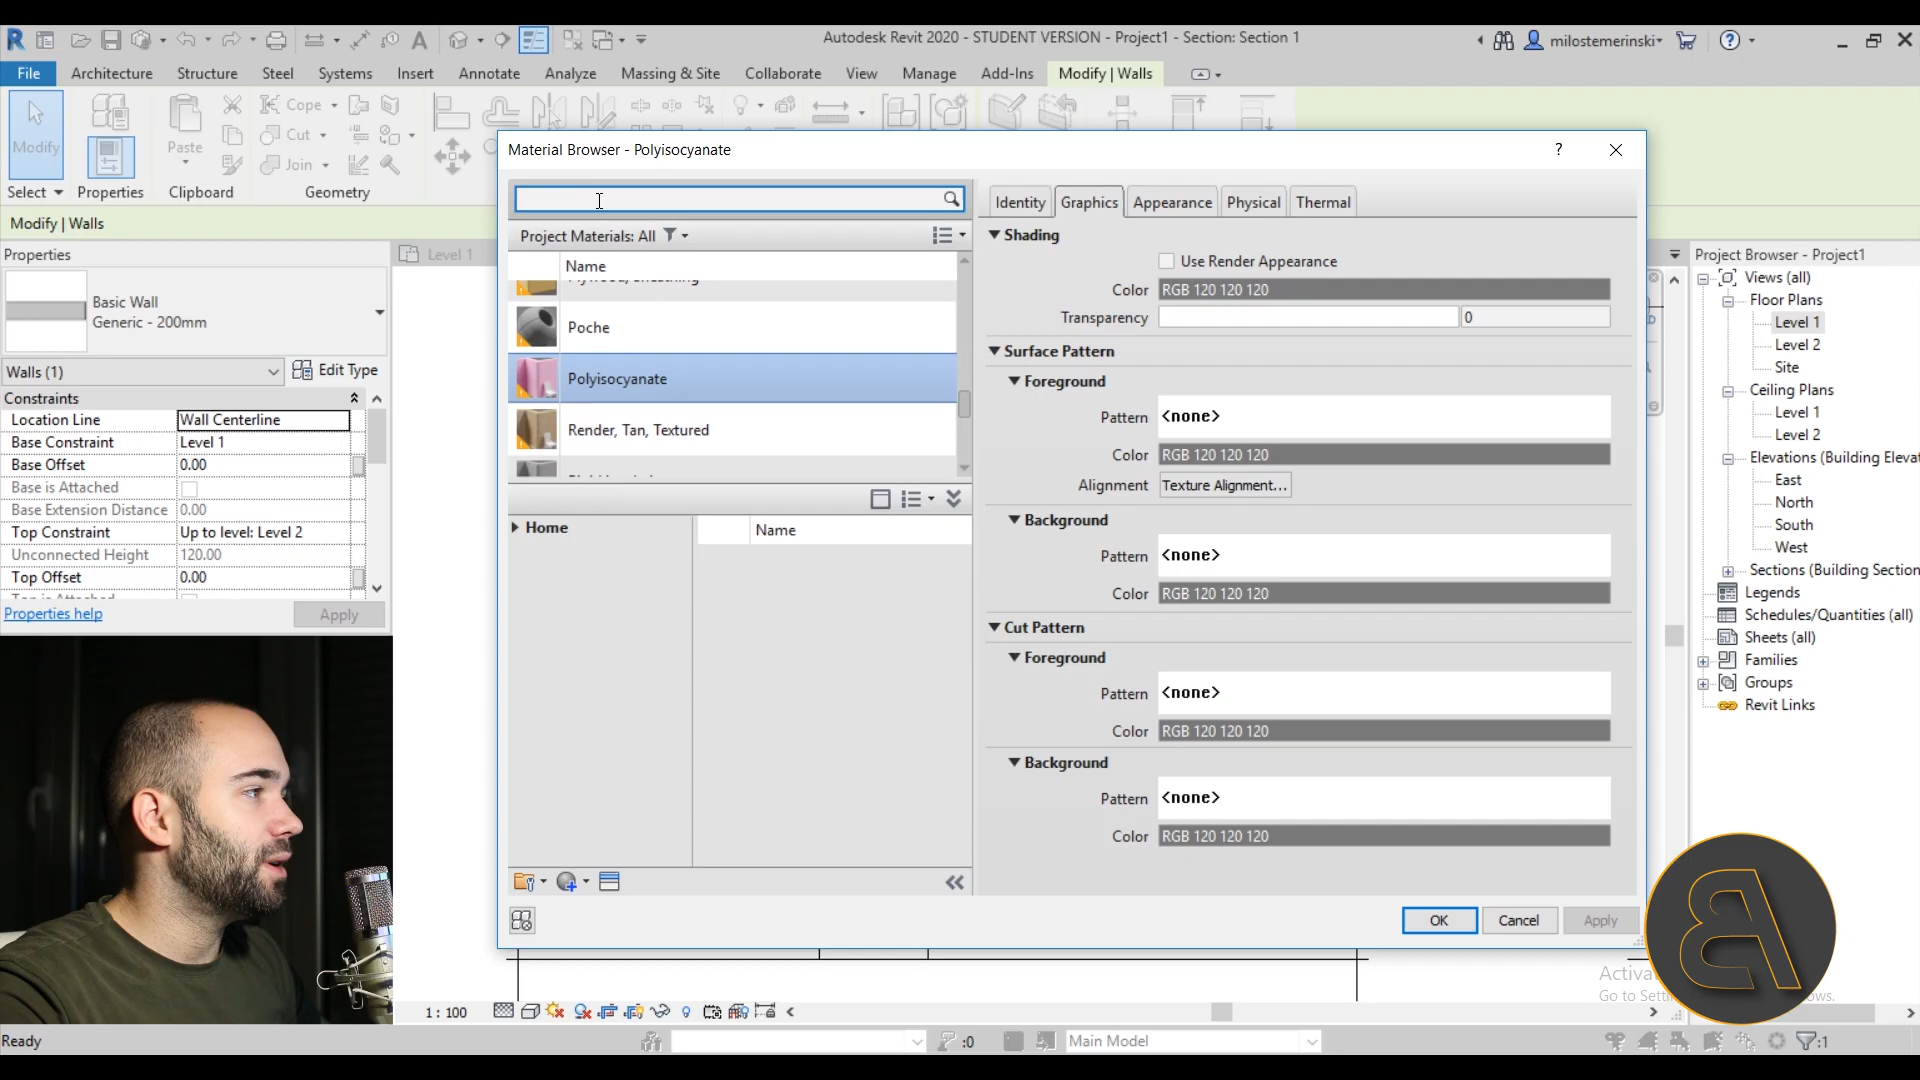 Autodesk Revit 2020 - STUDENT VERSION - Project1 - Section: Section 1
milostemerinski
File Architecture Structure Steel Systems Insert Annotate Analyze Massing & Site Collaborate View Manage Add-Ins Modify | Walls
Modify
Paste
Cope
Cut
Join
Select Properties Clipboard Geometry
Modify | Walls
Properties
Basic Wall
Generic - 200mm
Walls (1) Edit Type
Constraints
Location Line Wall Centerline
Base Constraint Level 1
Base Offset 0.00
Base is Attached
Base Extension Distance 0.00
Top Constraint Up to level: Level 2
Unconnected Height 120.00
Top Offset 0.00
Properties help Apply
Level 1
Material Browser - Polyisocyanate
?
Project Materials: All
Name
Poche
Polyisocyanate
Render, Tan, Textured
Home
Name
Identity Graphics Appearance Physical Thermal
Shading
Use Render Appearance
Color RGB 120 120 120
Transparency 0
Surface Pattern
Foreground
Pattern <none>
Color RGB 120 120 120
Alignment Texture Alignment...
Background
Pattern <none>
Color RGB 120 120 120
Cut Pattern
Foreground
Pattern <none>
Color RGB 120 120 120
Background
Pattern <none>
Color RGB 120 120 120
OK Cancel Apply
Project Browser - Project1
Views (all)
Floor Plans
Level 1
Level 2
Site
Ceiling Plans
Level 1
Level 2
Elevations (Building Eleva
East
North
South
West
Sections (Building Section
Legends
Schedules/Quantities (all)
Sheets (all)
Families
Groups
Revit Links
1 : 100
Ready
:0
Main Model
:1